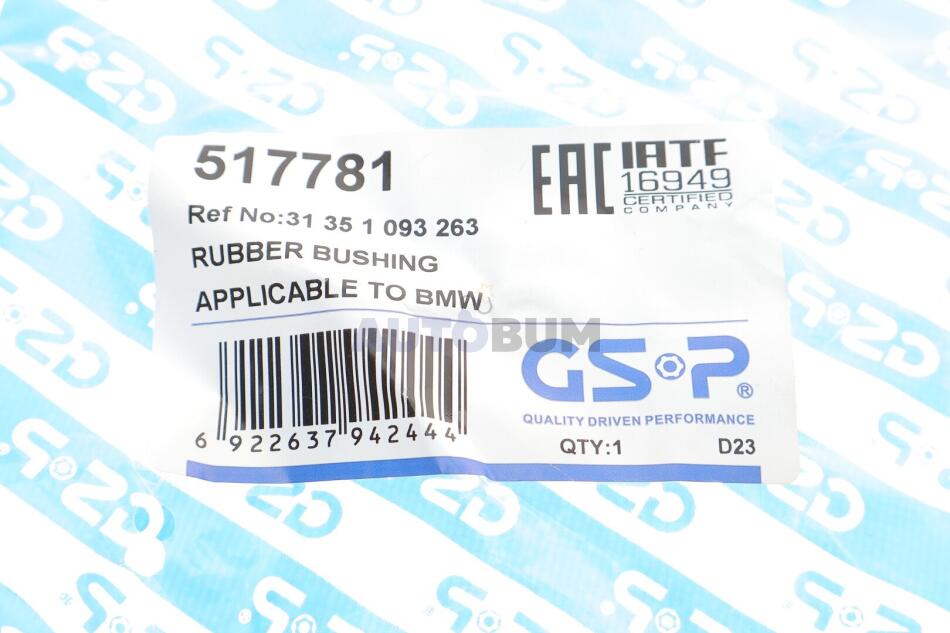 517781
Ref No:31 35 1 093 263
RUBBER BUSHING
APPLICABLE TO BMW
EAC
IATF
16949
CERTIFIED
COMPANY
AUTOBUM
6 922637 942444
GSP®
QUALITY DRIVEN PERFORMANCE
QTY:1 D23